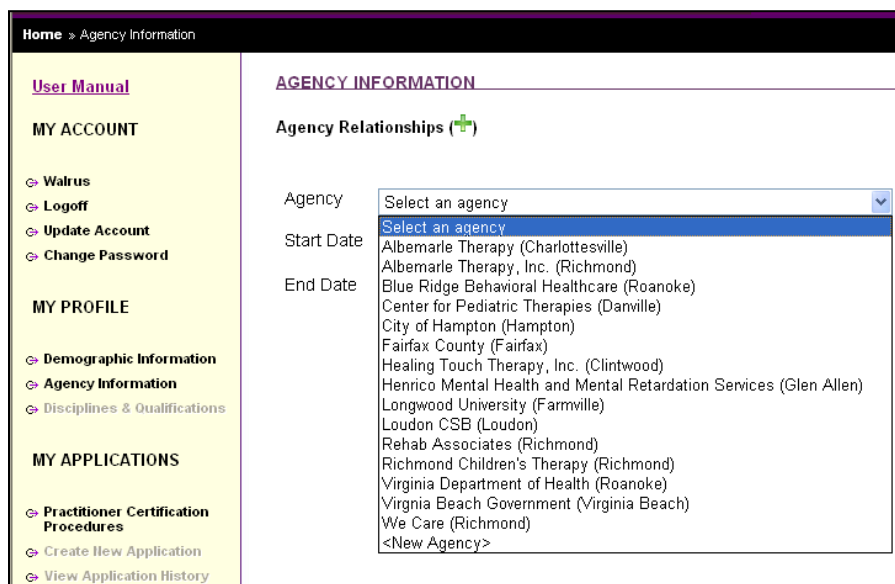 Home » Agency Information
User Manual
MY ACCOUNT
Walrus
Logoff
Update Account
Change Password
MY PROFILE
Demographic Information
Agency Information
Disciplines & Qualifications
MY APPLICATIONS
Practitioner Certification
Procedures
Create New Application
View Application History
AGENCY INFORMATION
Agency Relationships (+)
Agency
Select an agency
Start Date
End Date
Select an agency
Albemarle Therapy (Charlottesville)
Albemarle Therapy, Inc. (Richmond)
Blue Ridge Behavioral Healthcare (Roanoke)
Center for Pediatric Therapies (Danville)
City of Hampton (Hampton)
Fairfax County (Fairfax)
Healing Touch Therapy, Inc. (Clintwood)
Henrico Mental Health and Mental Retardation Services (Glen Allen)
Longwood University (Farmville)
Loudon CSB (Loudon)
Rehab Associates (Richmond)
Richmond Children's Therapy (Richmond)
Virginia Department of Health (Roanoke)
Virgnia Beach Government (Virginia Beach)
We Care (Richmond)
<New Agency>